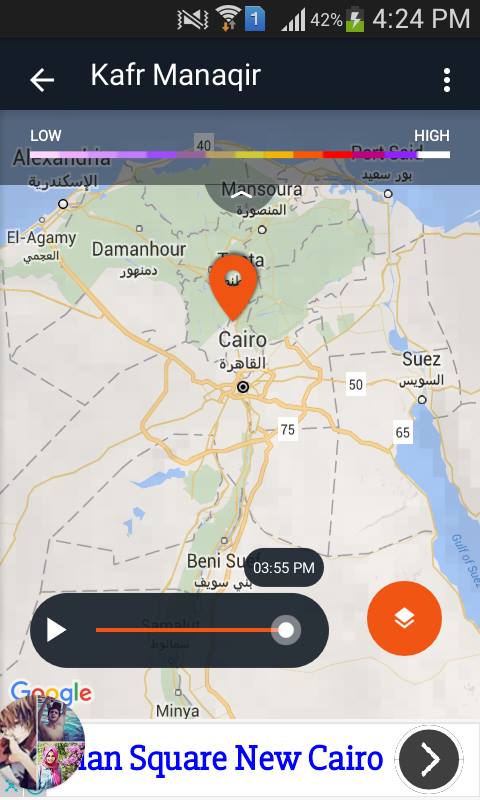 1 42% 4:24 PM
Kafr Manaqir
LOW HIGH
40
Alexandria
الإسكندرية
Port Said
بور سعيد
Mansoura
المنصورة
El-Agamy
العجمي
Damanhour
دمنهور
Cairo
القاهرة
Suez
السويس
50
75
65
Gulf of Suez
Beni Suef
بني سويف
03:55 PM
Samalut
سمالوط
Google
Minya
ian Square New Cairo